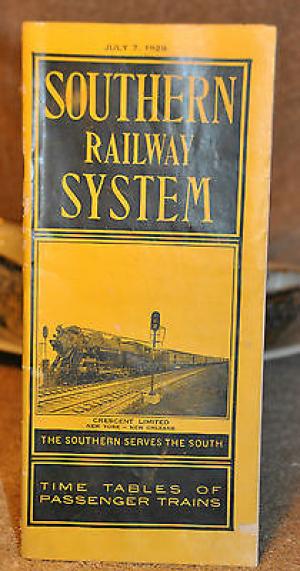 JULY 7, 1929
SOUTHERN
RAILWAY
SYSTEM
CRESCENT LIMITED
NEW YORK – NEW ORLEANS
THE SOUTHERN SERVES THE SOUTH
TIME TABLES OF
PASSENGER TRAINS